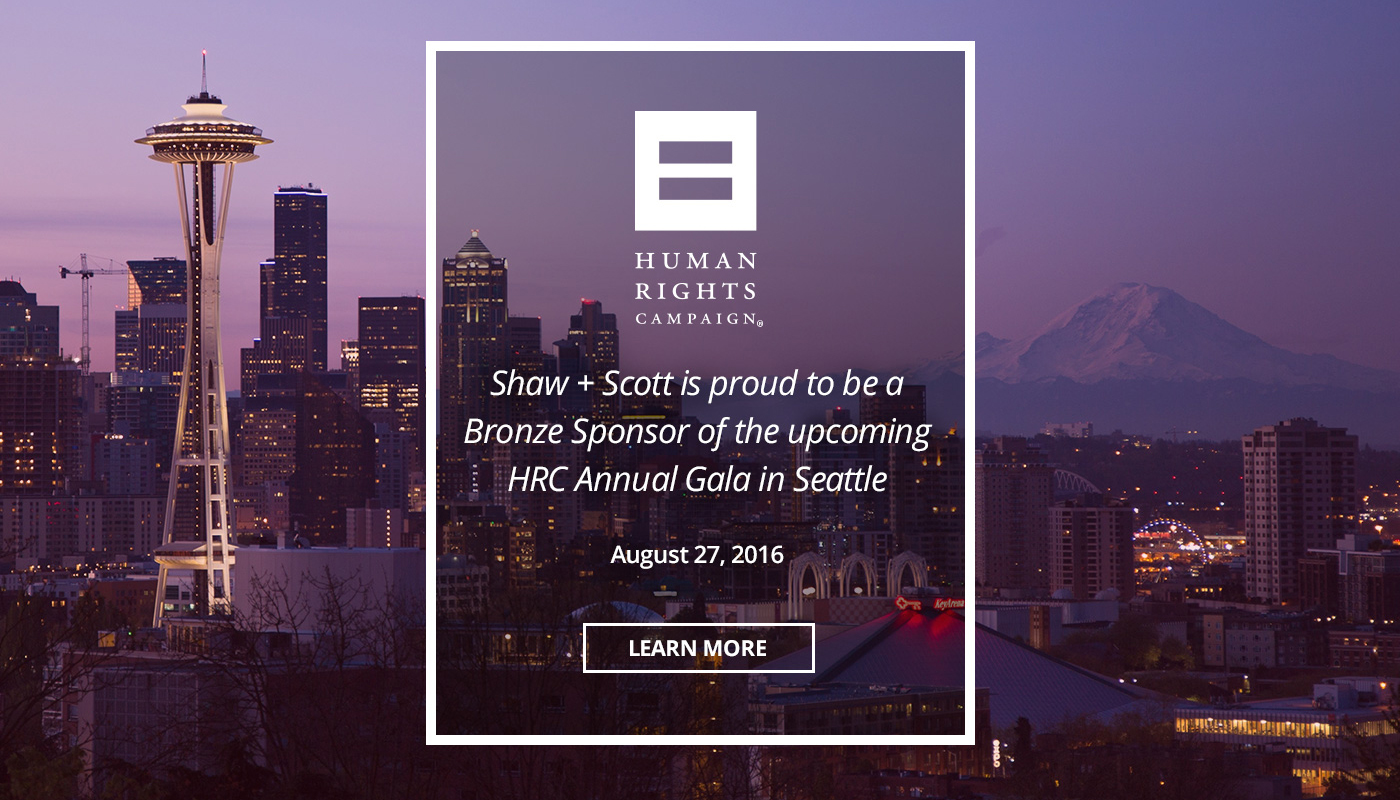 HUMAN
RIGHTS
CAMPAIGN®
Shaw + Scott is proud to be a
Bronze Sponsor of the upcoming
HRC Annual Gala in Seattle
August 27, 2016
KeyArena
LEARN MORE